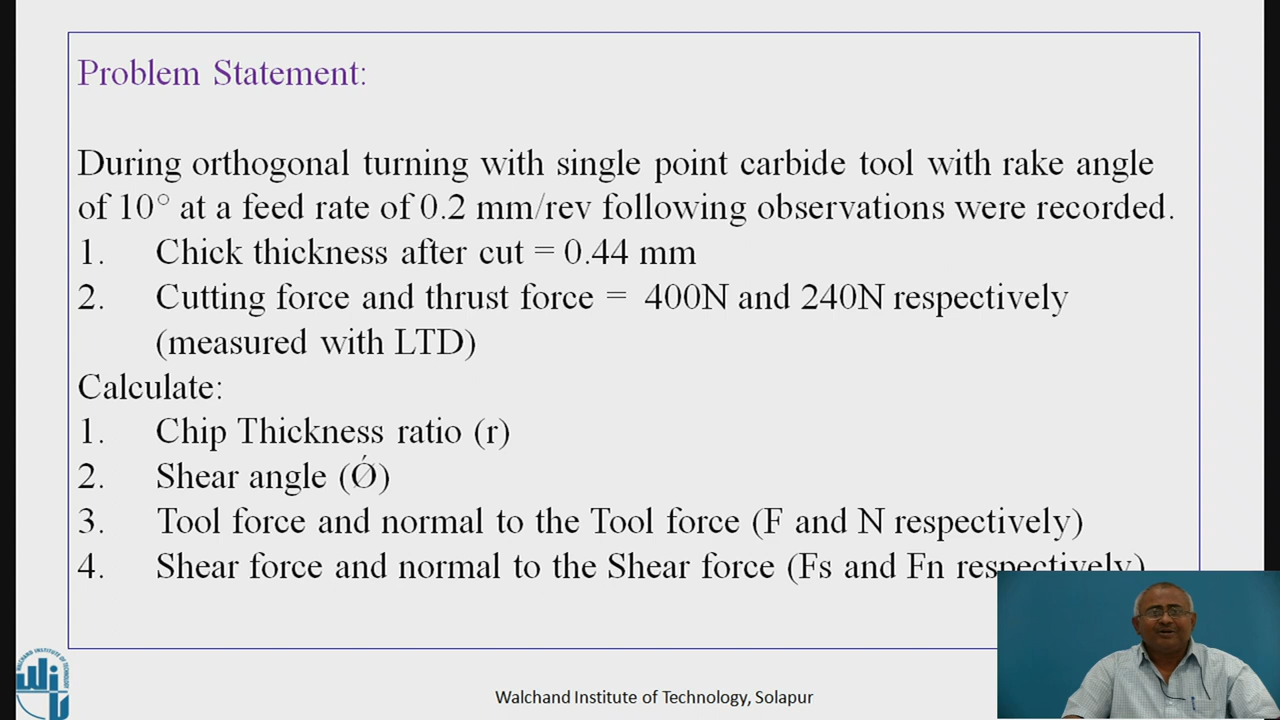 Problem Statement:
During orthogonal turning with single point carbide tool with rake angle
of 10° at a feed rate of 0.2 mm/rev following observations were recorded.
1. Chick thickness after cut = 0.44 mm
2. Cutting force and thrust force = 400N and 240N respectively
(measured with LTD)
Calculate:
1. Chip Thickness ratio (r)
2. Shear angle (Ǿ)
3. Tool force and normal to the Tool force (F and N respectively)
4. Shear force and normal to the Shear force (Fs and Fn respectively)
Walchand Institute of Technology, Solapur